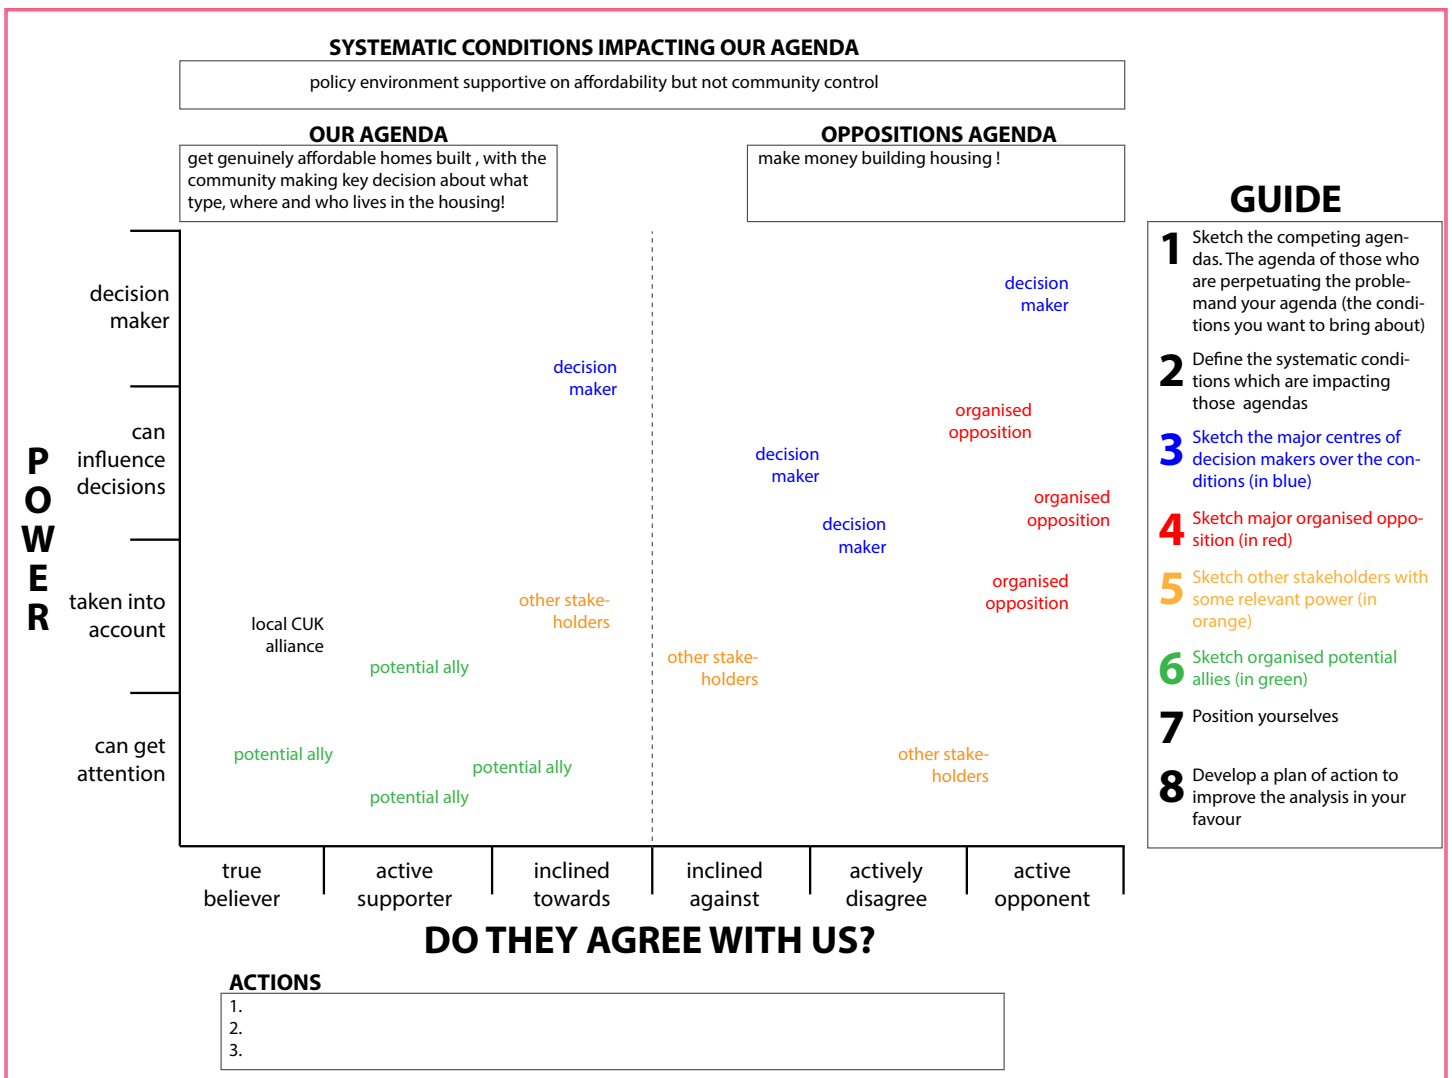 SYSTEMATIC CONDITIONS IMPACTING OUR AGENDA
policy environment supportive on affordability but not community control
OUR AGENDA
get genuinely affordable homes built , with the
community making key decision about what
type, where and who lives in the housing!
OPPOSITIONS AGENDA
make money building housing !
POWER
decision
maker
can
influence
decisions
taken into
account
can get
attention
decision
maker
decision
maker
organised
opposition
decision
maker
organised
opposition
decision
maker
organised
opposition
other stake-
holders
local CUK
alliance
potential ally
other stake-
holders
potential ally
potential ally
potential ally
other stake-
holders
true
believer
active
supporter
inclined
towards
inclined
against
actively
disagree
active
opponent
DO THEY AGREE WITH US?
ACTIONS
1.
2.
3.
GUIDE
1 Sketch the competing agen-
das. The agenda of those who
are perpetuating the proble-
mand your agenda (the condi-
tions you want to bring about)
2 Define the systematic condi-
tions which are impacting
those agendas
3 Sketch the major centres of
decision makers over the con-
ditions (in blue)
4 Sketch major organised oppo-
sition (in red)
5 Sketch other stakeholders with
some relevant power (in
orange)
6 Sketch organised potential
allies (in green)
7 Position yourselves
8 Develop a plan of action to
improve the analysis in your
favour